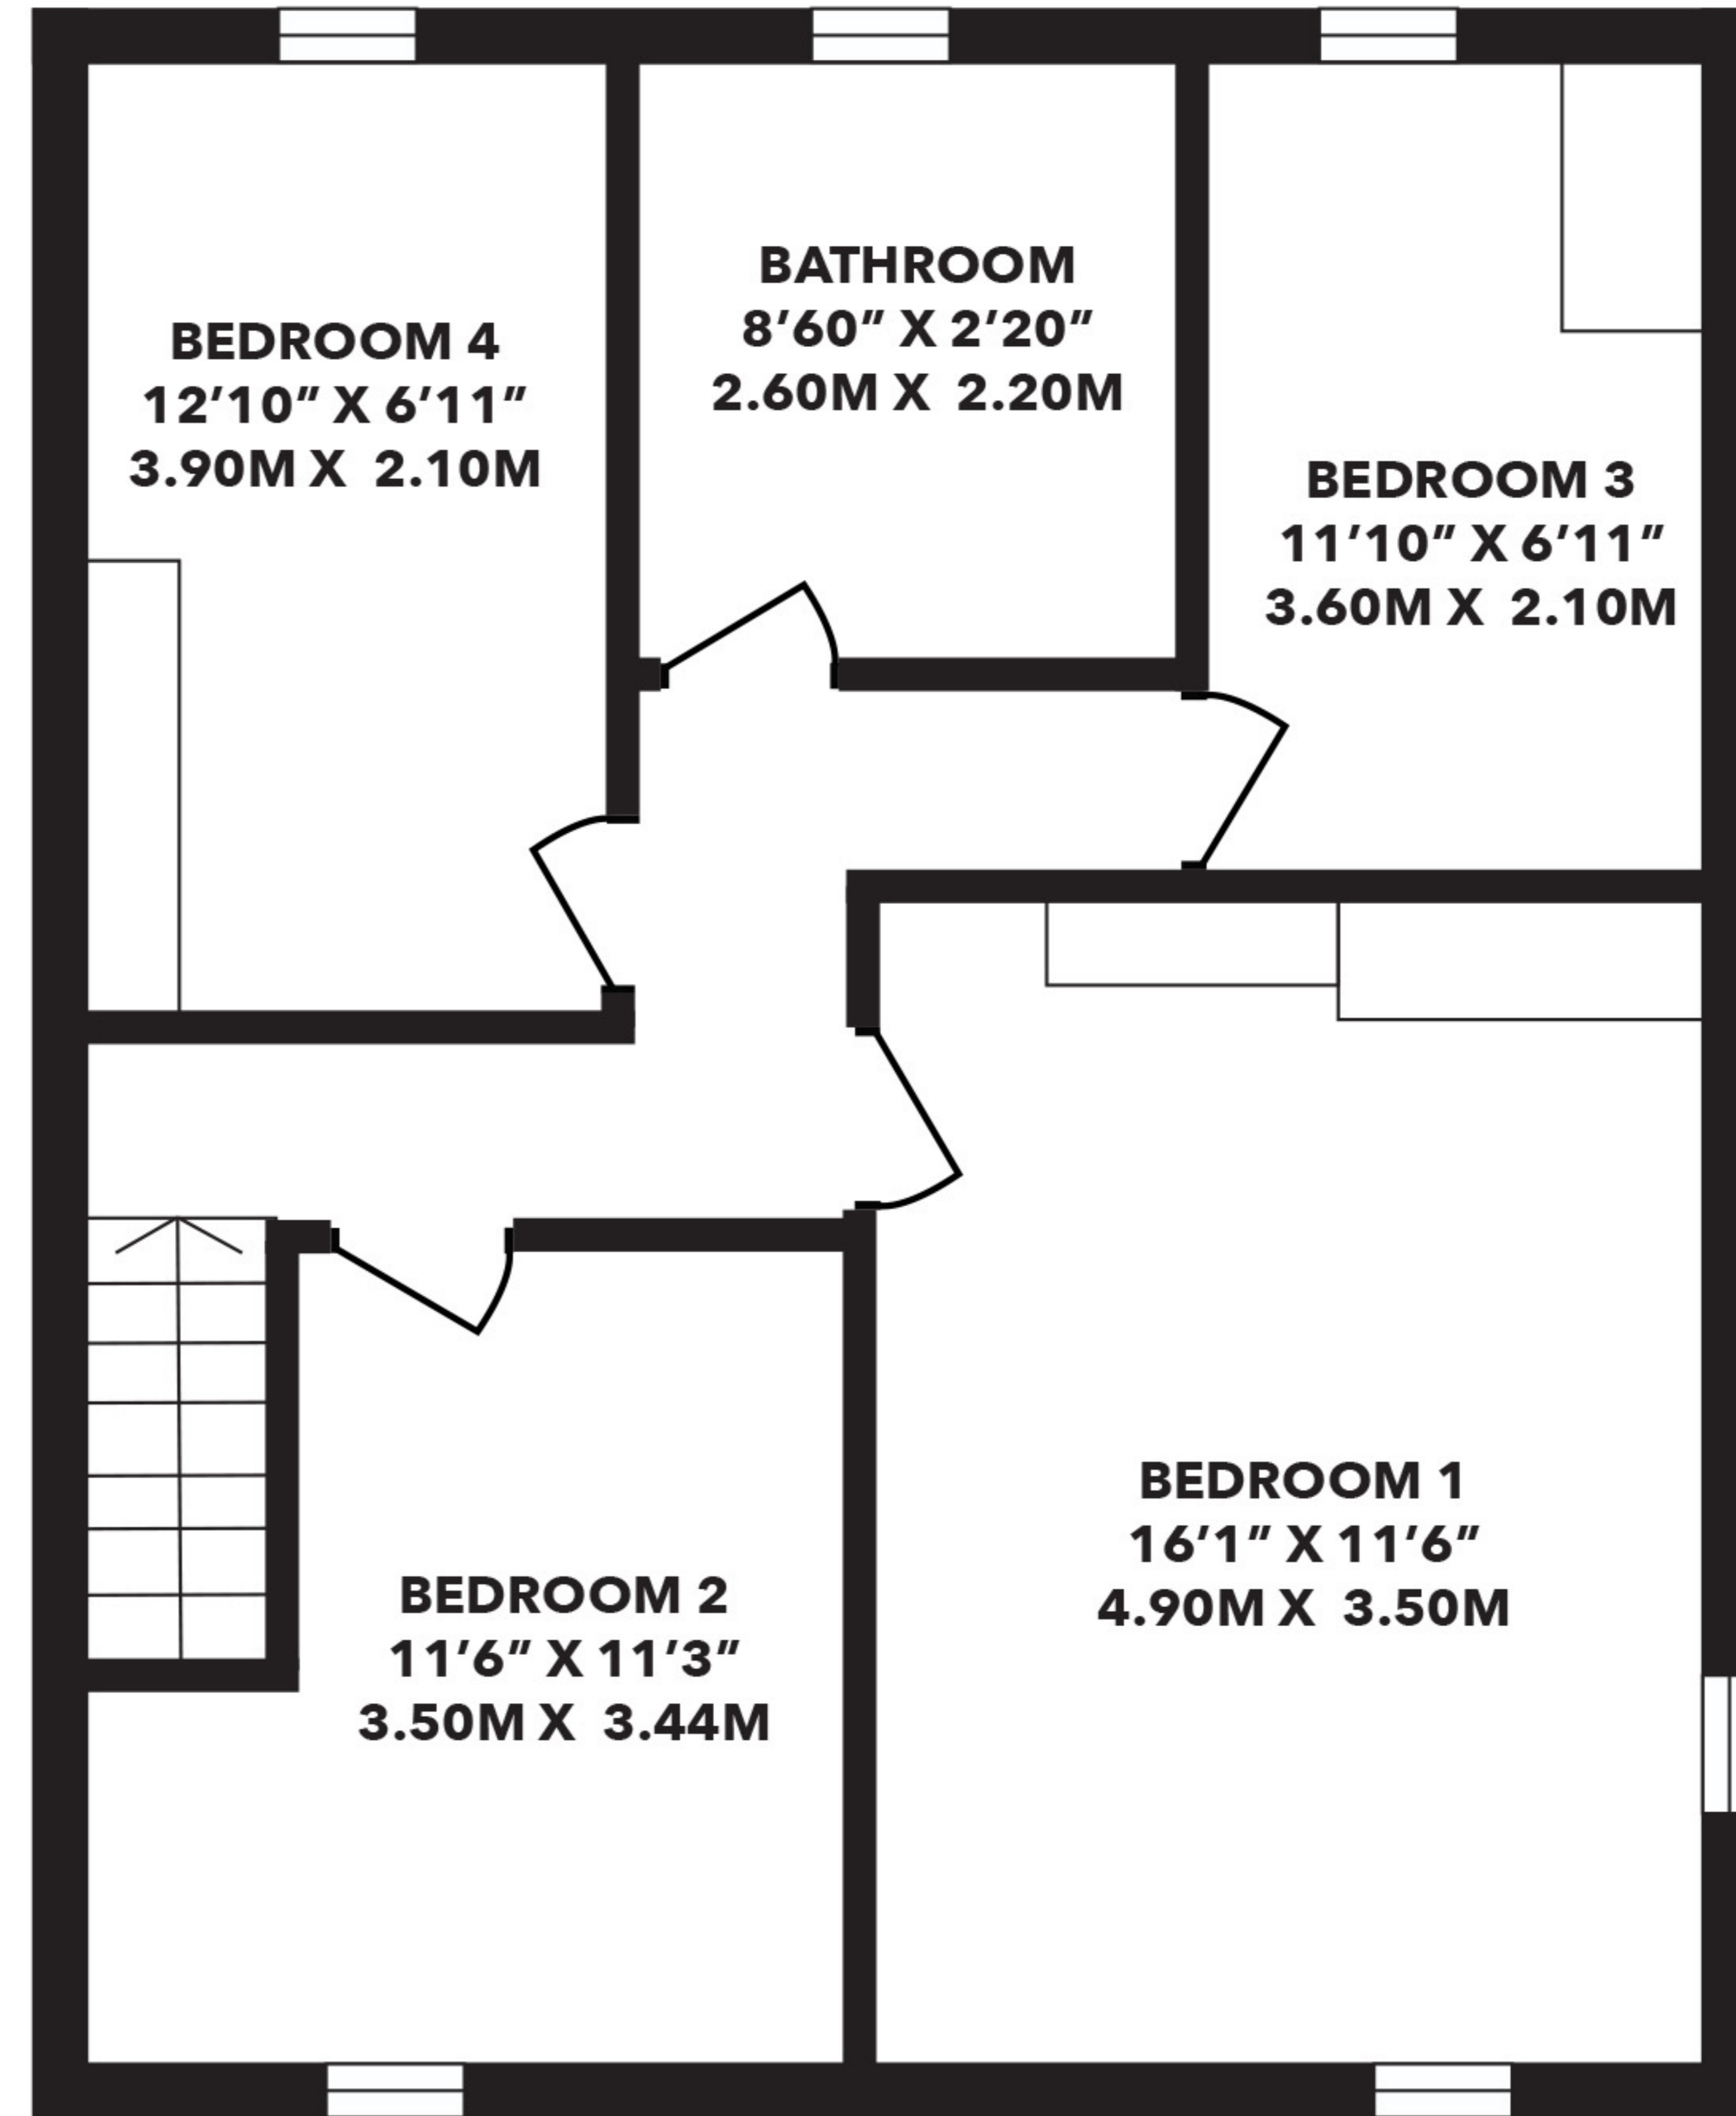 BEDROOM 4
12’10” X 6’11”
3.90M X 2.10M
BATHROOM
8’60” X 2’20”
2.60M X 2.20M
BEDROOM 3
11’10” X 6’11”
3.60M X 2.10M
BEDROOM 2
11’6” X 11’3”
3.50M X 3.44M
BEDROOM 1
16’1” X 11’6”
4.90M X 3.50M